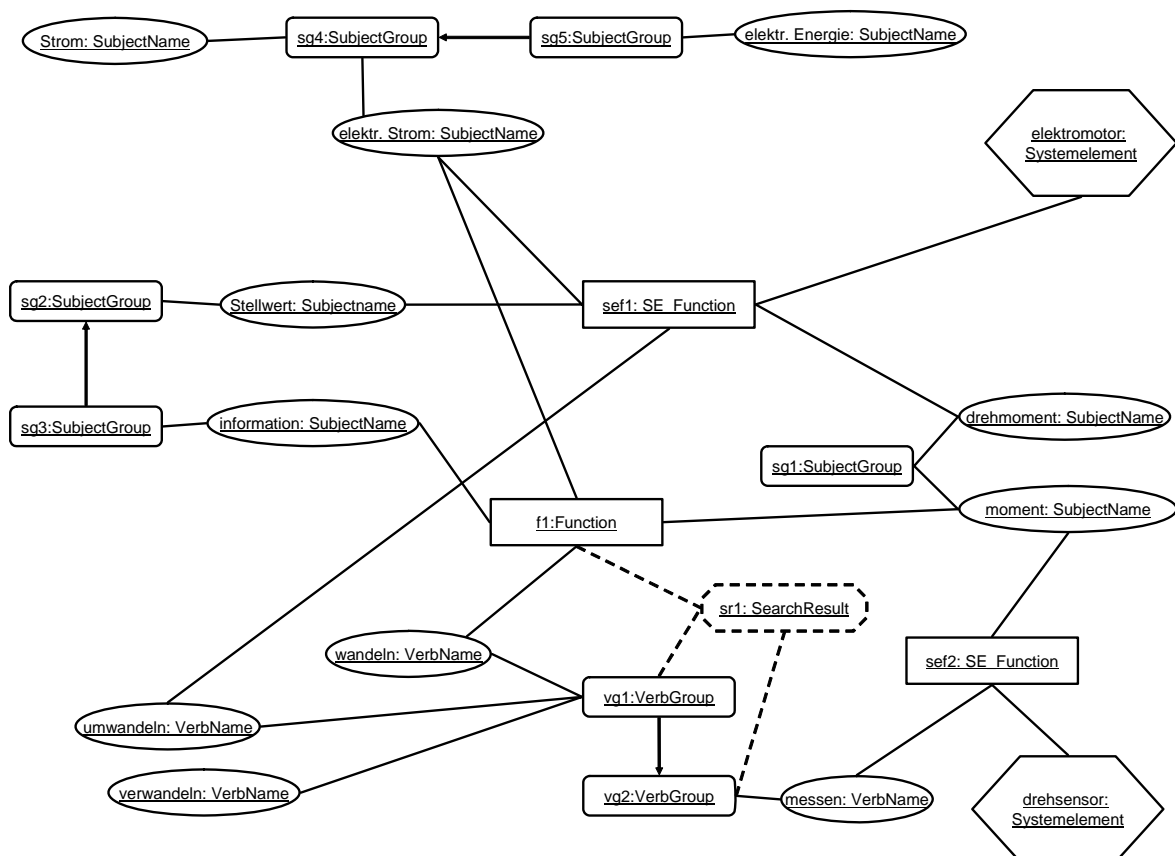 Strom: SubjectName
sg4:SubjectGroup
sg5:SubjectGroup
elektr. Energie: SubjectName
elektr. Strom: SubjectName
elektromotor:
Systemelement
sg2:SubjectGroup
Stellwert: Subjectname
sef1: SE_Function
sg3:SubjectGroup
information: SubjectName
drehmoment: SubjectName
sg1:SubjectGroup
f1:Function
moment: SubjectName
sr1: SearchResult
wandeln: VerbName
sef2: SE_Function
vg1:VerbGroup
umwandeln: VerbName
verwandeln: VerbName
vg2:VerbGroup
messen: VerbName
drehsensor:
Systemelement